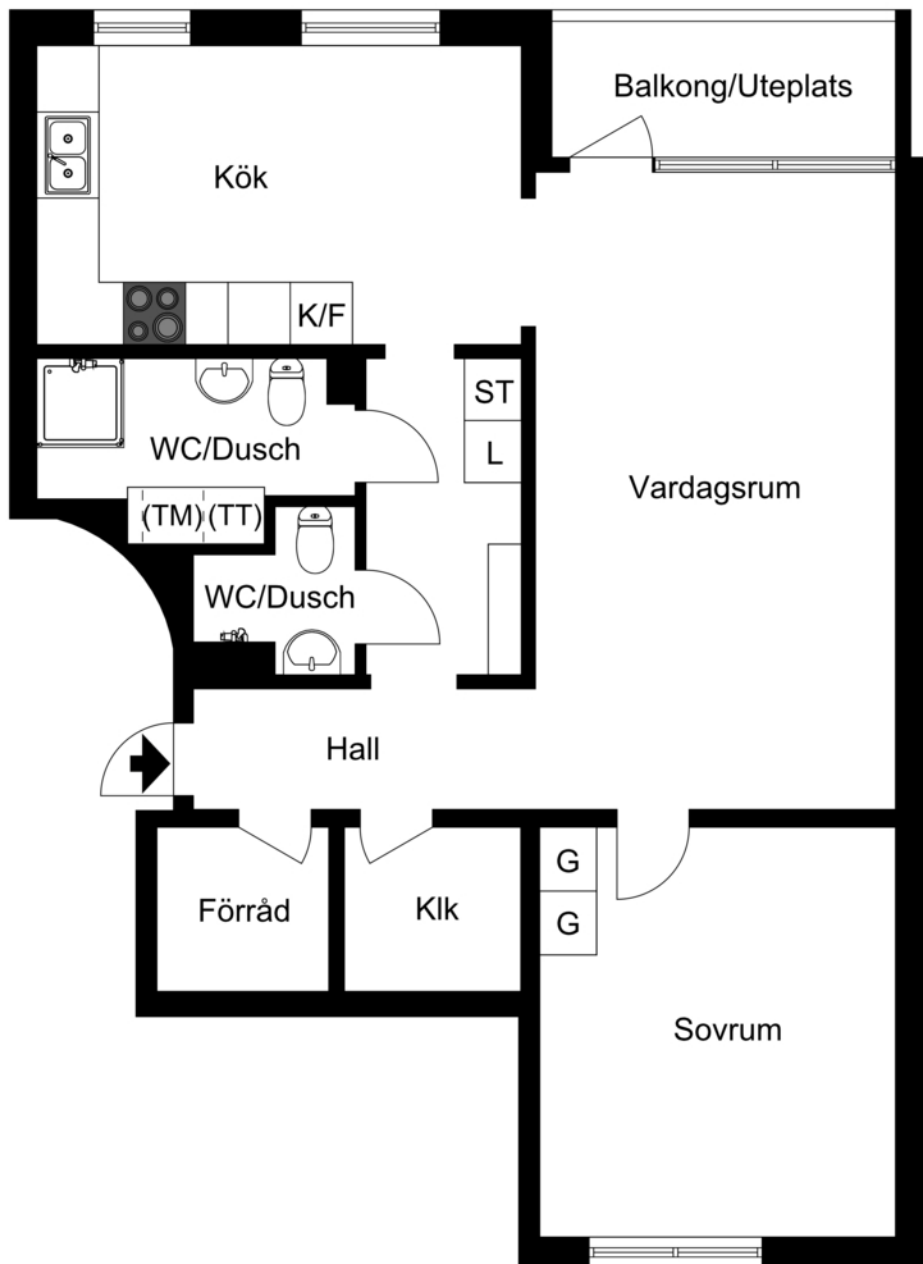 Balkong/Uteplats
Kök
K/F
ST
L
WC/Dusch
Vardagsrum
(TM) (TT)
WC/Dusch
Hall
G
Förråd
Klk
G
Sovrum